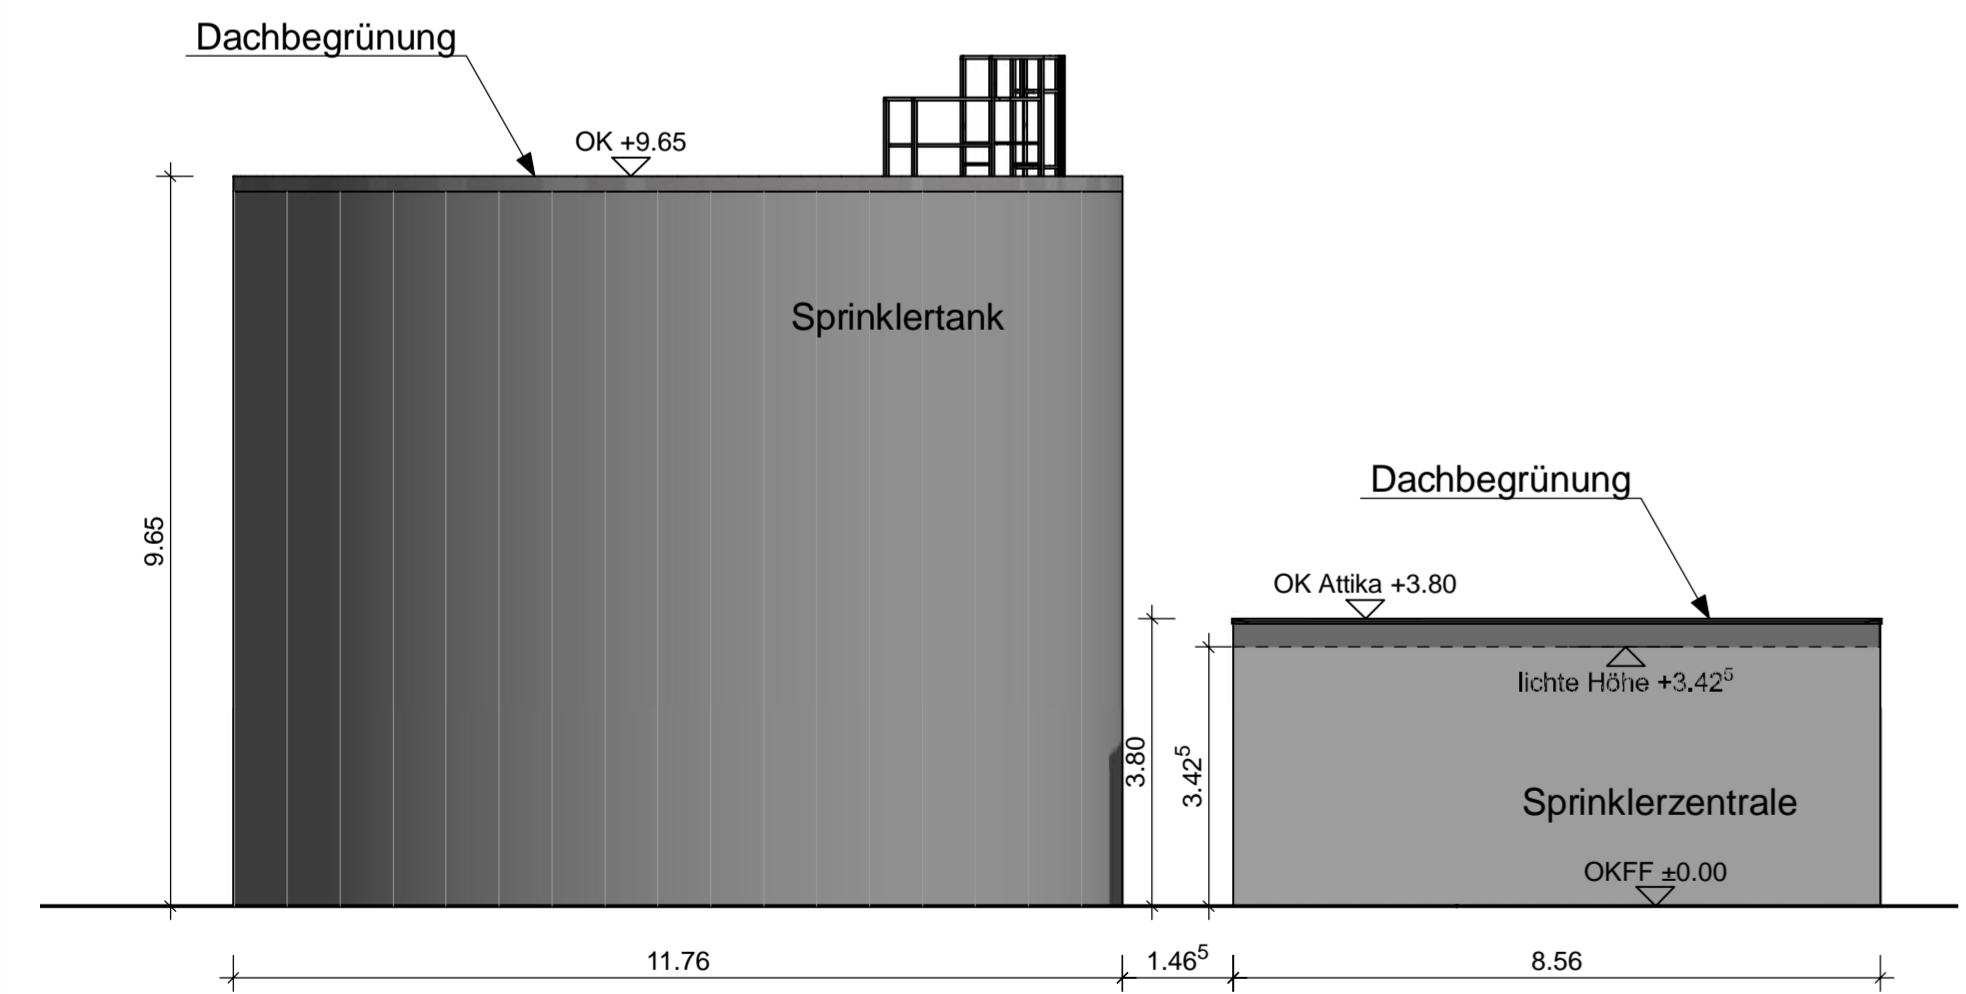 Dachbegrünung
OK +9.65
Sprinklertank
9.65
Dachbegrünung
OK Attika +3.80
lichte Höhe +3.42⁵
3.80
3.42⁵
Sprinklerzentrale
OKFF ±0.00
11.76
1.46⁵
8.56